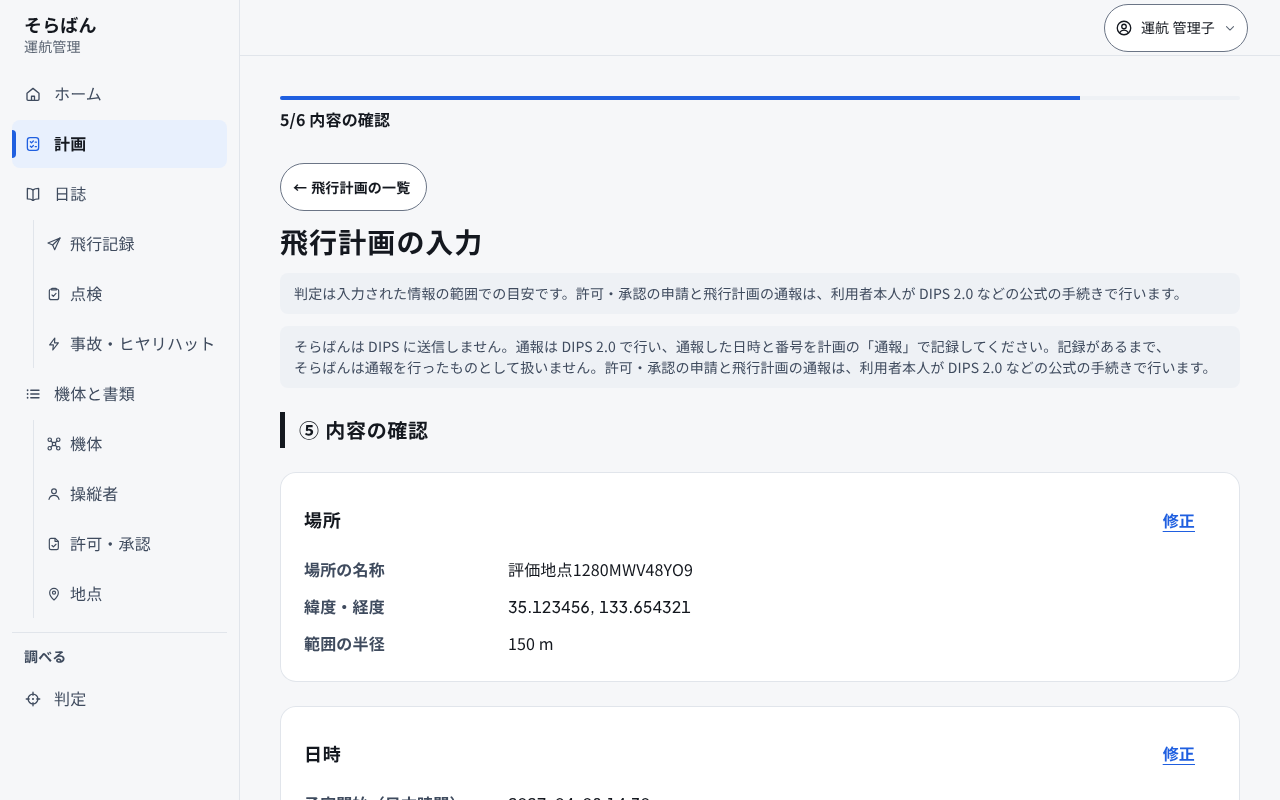 そらばん
運航管理
運航 管理子
ホーム
計画
日誌
飛行記録
点検
事故・ヒヤリハット
機体と書類
機体
操縦者
許可・承認
地点
調べる
判定
5/6 内容の確認
← 飛行計画の一覧
飛行計画の入力
判定は入力された情報の範囲での目安です。許可・承認の申請と飛行計画の通報は、利用者本人が DIPS 2.0 などの公式の手続きで行います。
そらばんは DIPS に送信しません。通報は DIPS 2.0 で行い、通報した日時と番号を計画の「通報」で記録してください。記録があるまで、
そらばんは通報を行ったものとして扱いません。許可・承認の申請と飛行計画の通報は、利用者本人が DIPS 2.0 などの公式の手続きで行います。
⑤ 内容の確認
場所
修正
場所の名称
評価地点1280MWV48YO9
緯度・経度
35.123456, 133.654321
範囲の半径
150 m
日時
修正